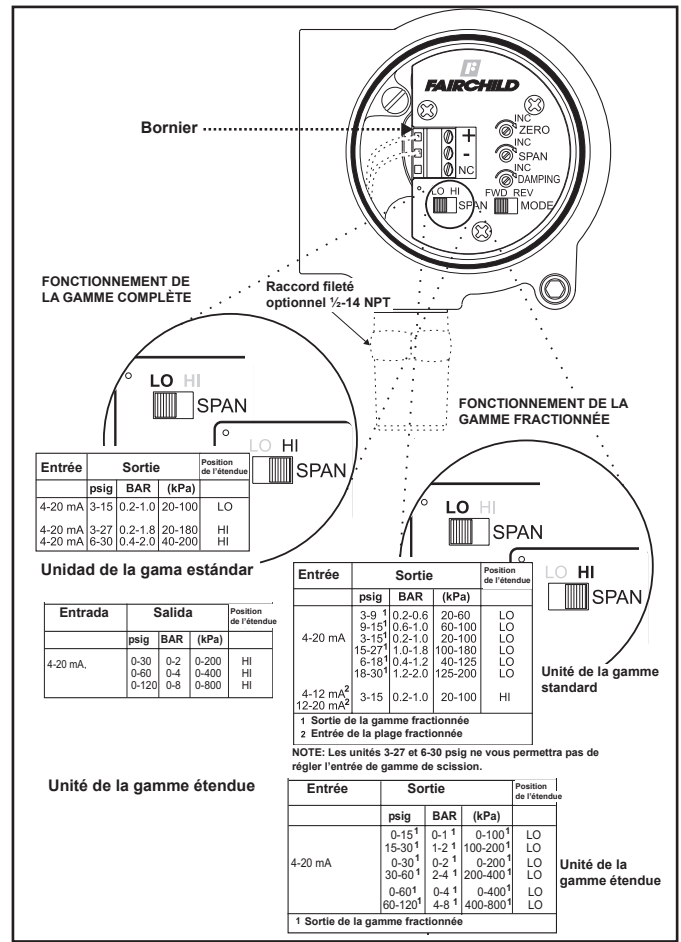 FAIRCHILD
Bornier
+
-
NC
INC
ZERO
INC
SPAN
INC
DAMPING
LO HI
SPAN
FWD REV
MODE
FONCTIONNEMENT DE
LA GAMME COMPLÈTE
Raccord fileté
optionnel ½-14 NPT
LO HI
SPAN
LO HI
SPAN
Entrée Sortie Position
de l'étendue
psig BAR (kPa)
4-20 mA 3-15 0.2-1.0 20-100 LO
4-20 mA 3-27 0.2-1.8 20-180 HI
4-20 mA 6-30 0.4-2.0 40-200 HI
Unidad de la gama estándar
Entrada Salida Position
de l'étendue
psig BAR (kPa)
4-20 mA, 0-30 0-2 0-200 HI
0-60 0-4 0-400 HI
0-120 0-8 0-800 HI
Unité de la gamme étendue
FONCTIONNEMENT DE LA
GAMME FRACTIONNÉE
LO HI
SPAN
LO HI
SPAN
Entrée Sortie Position
de l'étendue
psig BAR (kPa)
3-9 1 0.2-0.6 20-60 LO
9-15 1 0.6-1.0 60-100 LO
4-20 mA 3-15 1 0.2-1.0 20-100 LO
15-27 1 1.0-1.8 100-180 LO
6-18 1 0.4-1.2 40-125 LO
18-30 1 1.2-2.0 125-200 LO
4-12 mA 2
12-20 mA 2 3-15 0.2-1.0 20-100 HI
1 Sortie de la gamme fractionnée
2 Entrée de la plage fractionnée
Unité de la gamme
standard
NOTE: Les unités 3-27 et 6-30 psig ne vous permettra pas de
régler l'entrée de gamme de scission.
Entrée Sortie Position
de l'étendue
psig BAR (kPa)
0-15 1 0-1 1 0-100 1 LO
15-30 1 1-2 1 100-200 1 LO
4-20 mA 0-30 1 0-2 1 0-200 1 LO
30-60 1 2-4 1 200-400 1 LO
0-60 1 0-4 1 0-400 1 LO
60-120 1 4-8 1 400-800 1 LO
1 Sortie de la gamme fractionnée
Unité de la
gamme étendue